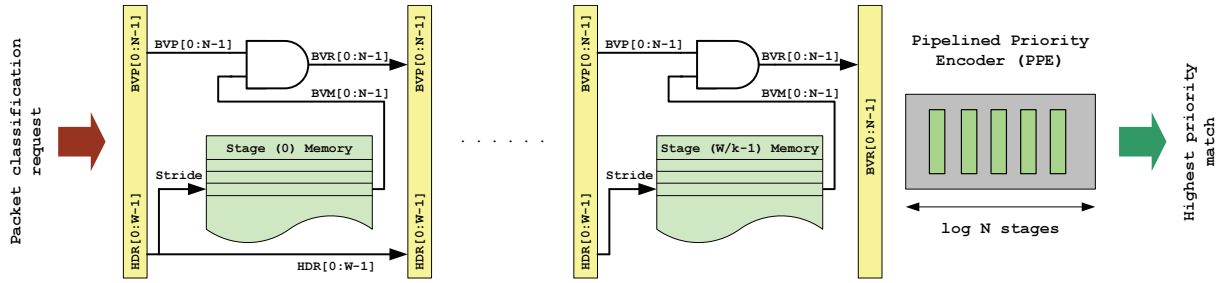 Packet classification
request
BVP[0:N-1]
HDR[0:W-1]
BVP[0:N-1]
BVR[0:N-1]
BVM[0:N-1]
Stage (0) Memory
Stride
HDR[0:W-1]
BVP[0:N-1]
HDR[0:W-1]
. . . . . .
BVP[0:N-1]
HDR[0:W-1]
BVP[0:N-1]
BVR[0:N-1]
BVM[0:N-1]
Stage (W/k-1) Memory
Stride
BVR[0:N-1]
Pipelined Priority
Encoder (PPE)
log N stages
Highest priority
match